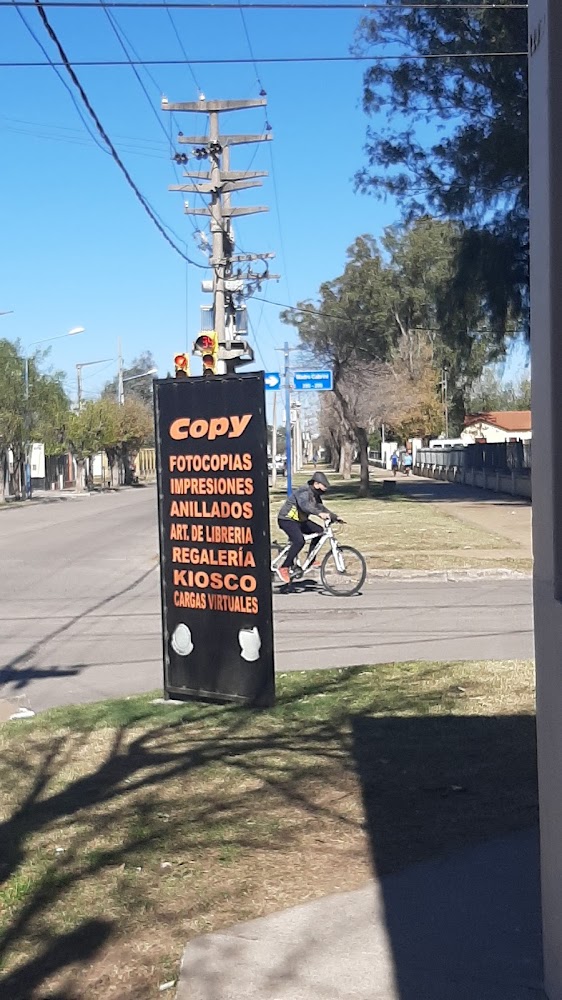 Copy
FOTOCOPIAS
IMPRESIONES
ANILLADOS
ART. DE LIBRERIA
REGALERÍA
KIOSCO
CARGAS VIRTUALES